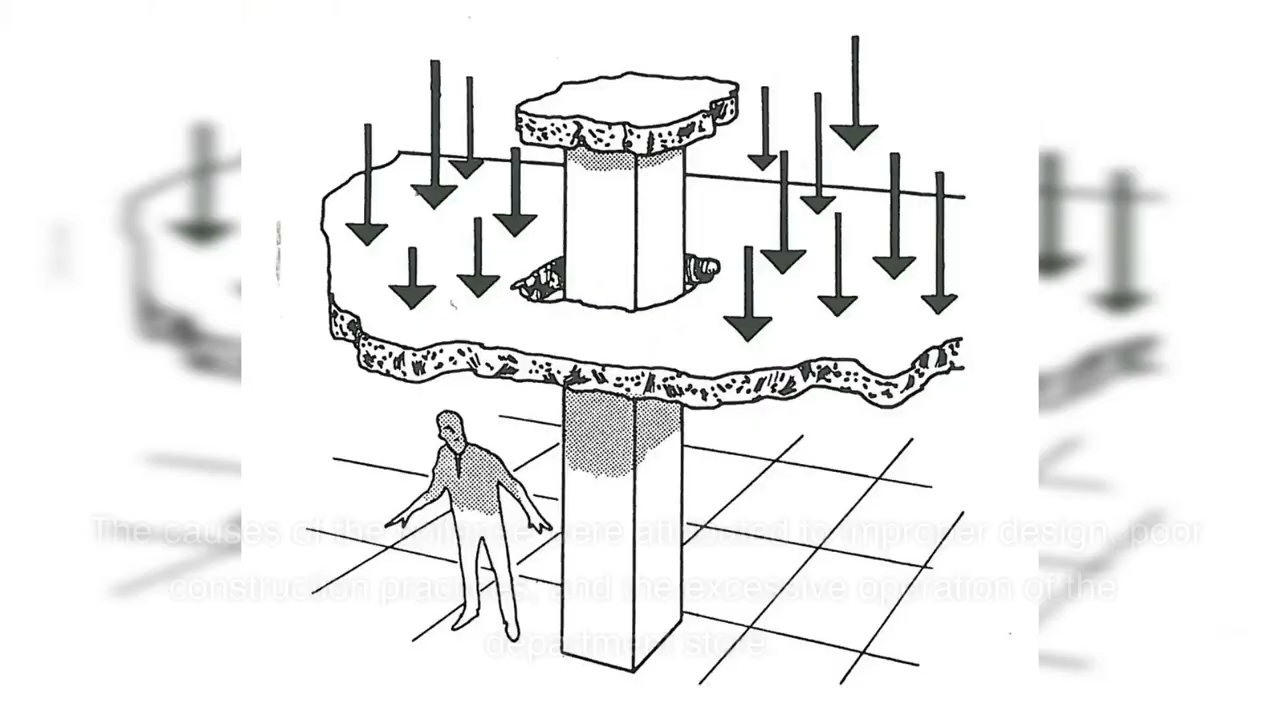 The causes of the collapse were attributed to improper design, poor
construction practices, and the excessive operation of the
department store.